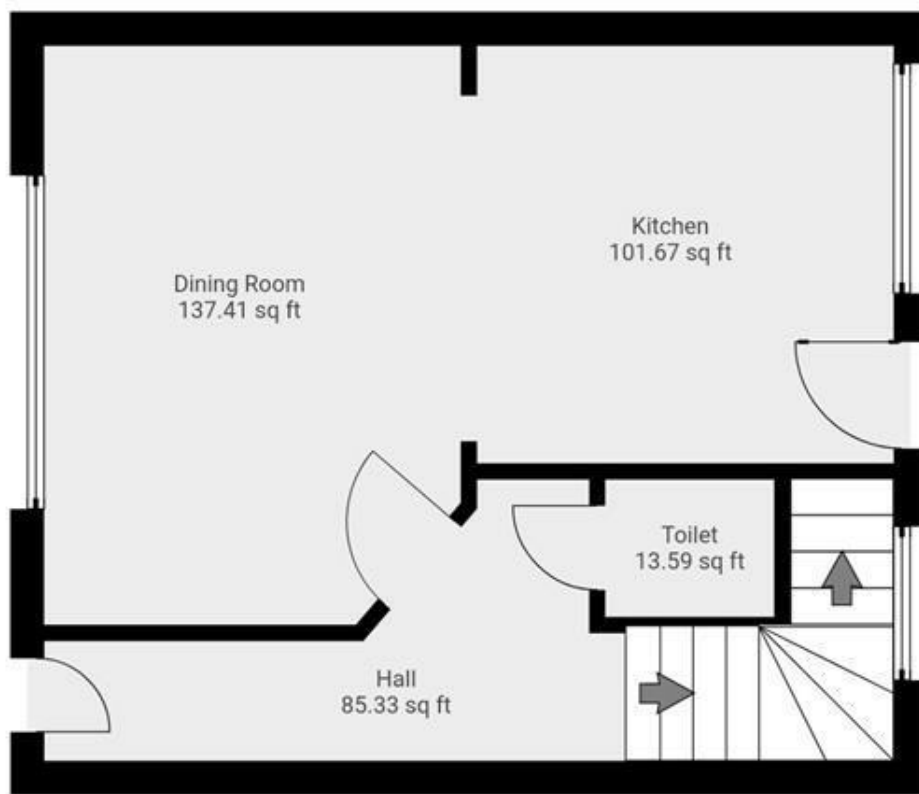 Kitchen
101.67 sq ft
Dining Room
137.41 sq ft
Toilet
13.59 sq ft
Hall
85.33 sq ft